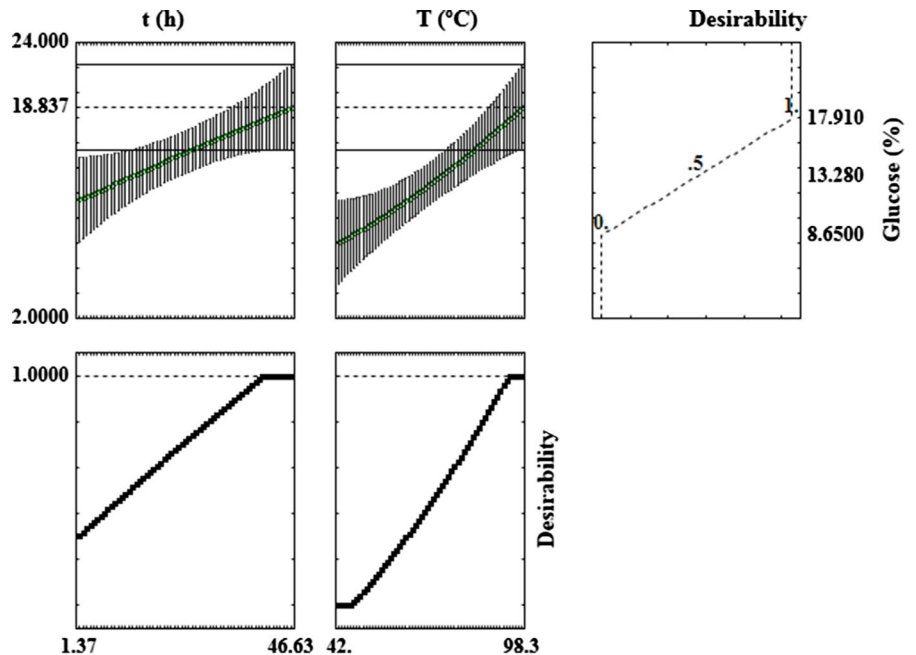 t (h)
T (ºC)
Desirability
24.000
18.837
2.0000
1.
.5
0.
17.910
13.280
8.6500
Glucose (%)
1.0000
Desirability
1.37
46.63
42.
98.3